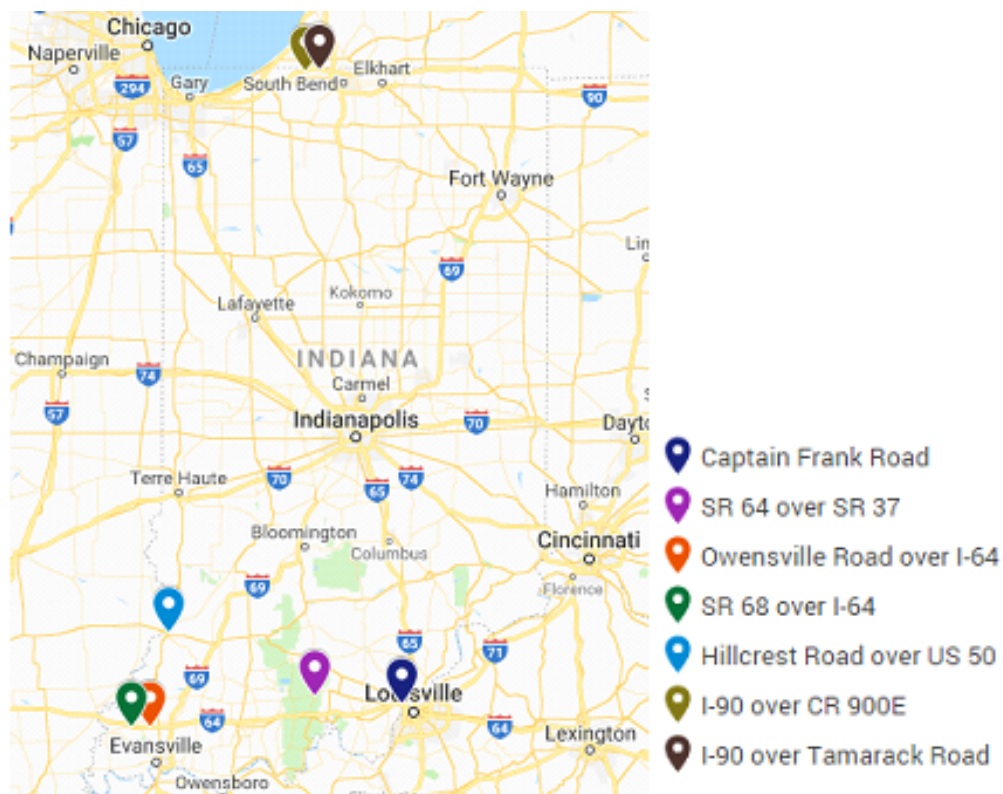 Chicago
Naperville
294
Gary
South Bend
Elkhart
90
57
65
Fort Wayne
69
Lafayette
Kokomo
INDIANA
Champaign
74
Carmel
57
Indianapolis
70
Terre Haute
70
65
74
Hamilton
Bloomington
Columbus
Cincinnati
Florence
69
65
71
69
64
Evansville
64
Lexington
Owensboro
Captain Frank Road
SR 64 over SR 37
Owensville Road over I-64
SR 68 over I-64
Hillcrest Road over US 50
I-90 over CR 900E
I-90 over Tamarack Road